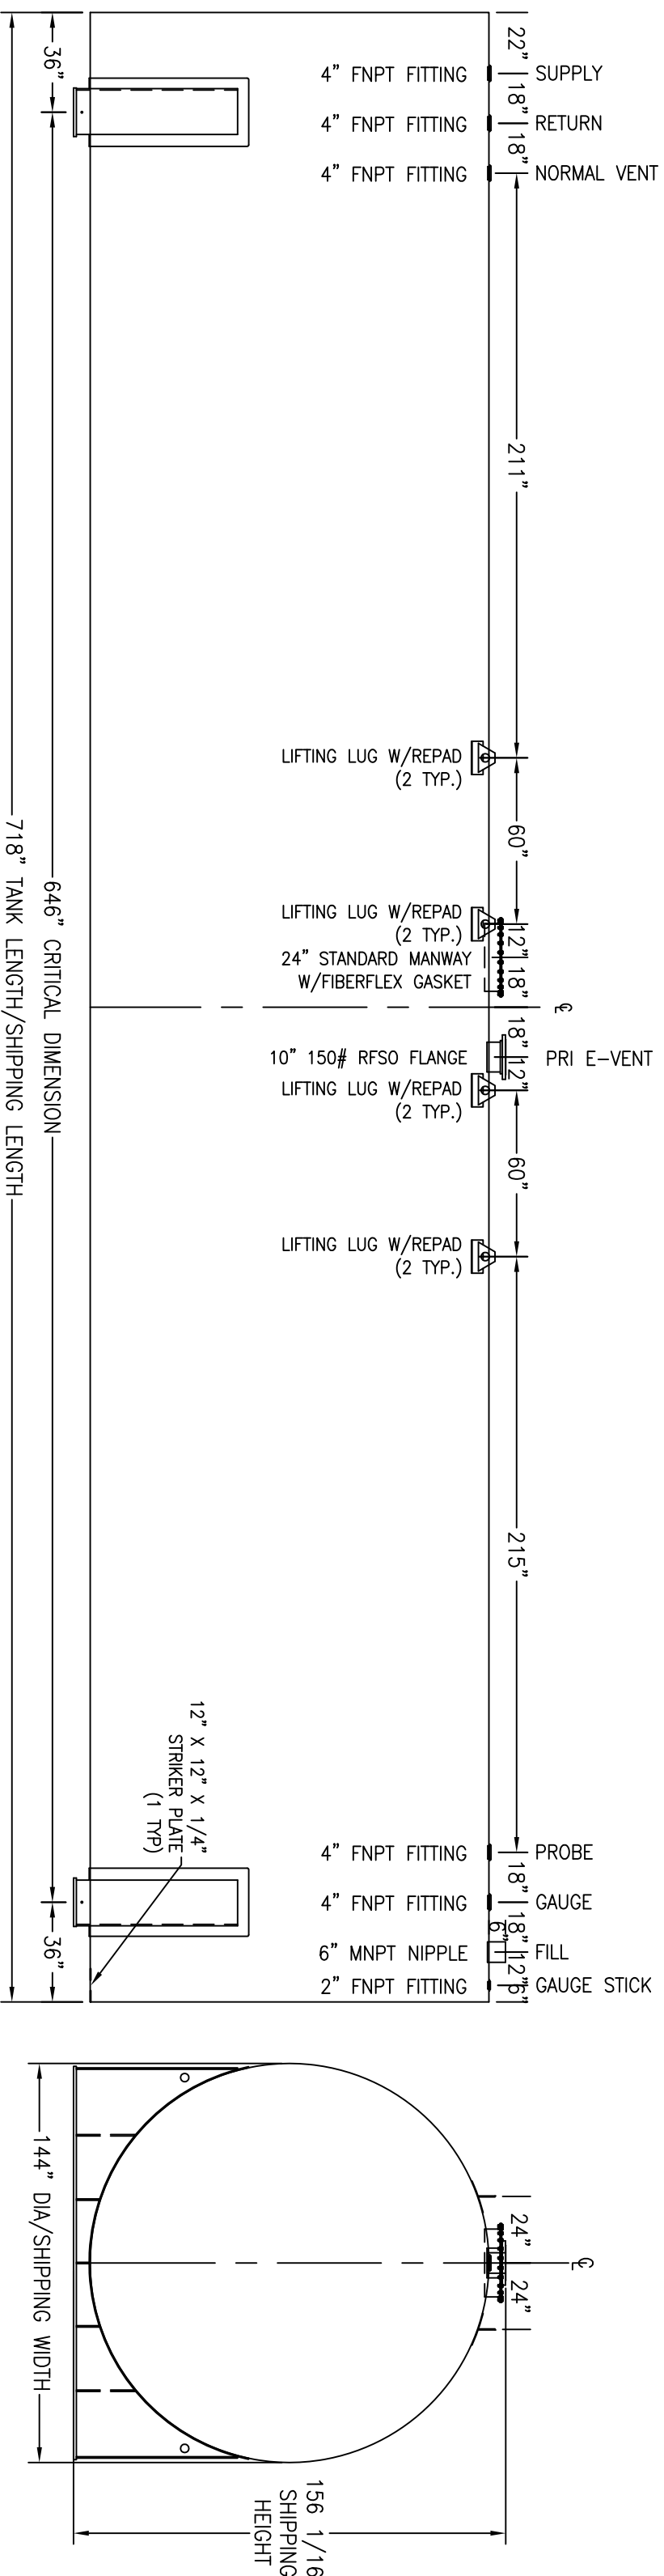 22"
4" FNPT FITTING
SUPPLY
18"
4" FNPT FITTING
RETURN
18"
4" FNPT FITTING
NORMAL VENT
36"
211"
LIFTING LUG W/REPAD
(2 TYP.)
60"
LIFTING LUG W/REPAD
(2 TYP.)
12"
24" STANDARD MANWAY
W/FIBERFLEX GASKET
18"
℄
18"
10" 150# RFSO FLANGE
PRI E-VENT
12"
LIFTING LUG W/REPAD
(2 TYP.)
60"
LIFTING LUG W/REPAD
(2 TYP.)
215"
646" CRITICAL DIMENSION
718" TANK LENGTH/SHIPPING LENGTH
12" X 12" X 1/4"
STRIKER PLATE
(1 TYP)
4" FNPT FITTING
PROBE
18"
4" FNPT FITTING
GAUGE
18"
6"
6" MNPT NIPPLE
FILL
12"
2" FNPT FITTING
GAUGE STICK
6"
36"
24"
℄
24"
144" DIA/SHIPPING WIDTH
156 1/16
SHIPPING
HEIGHT